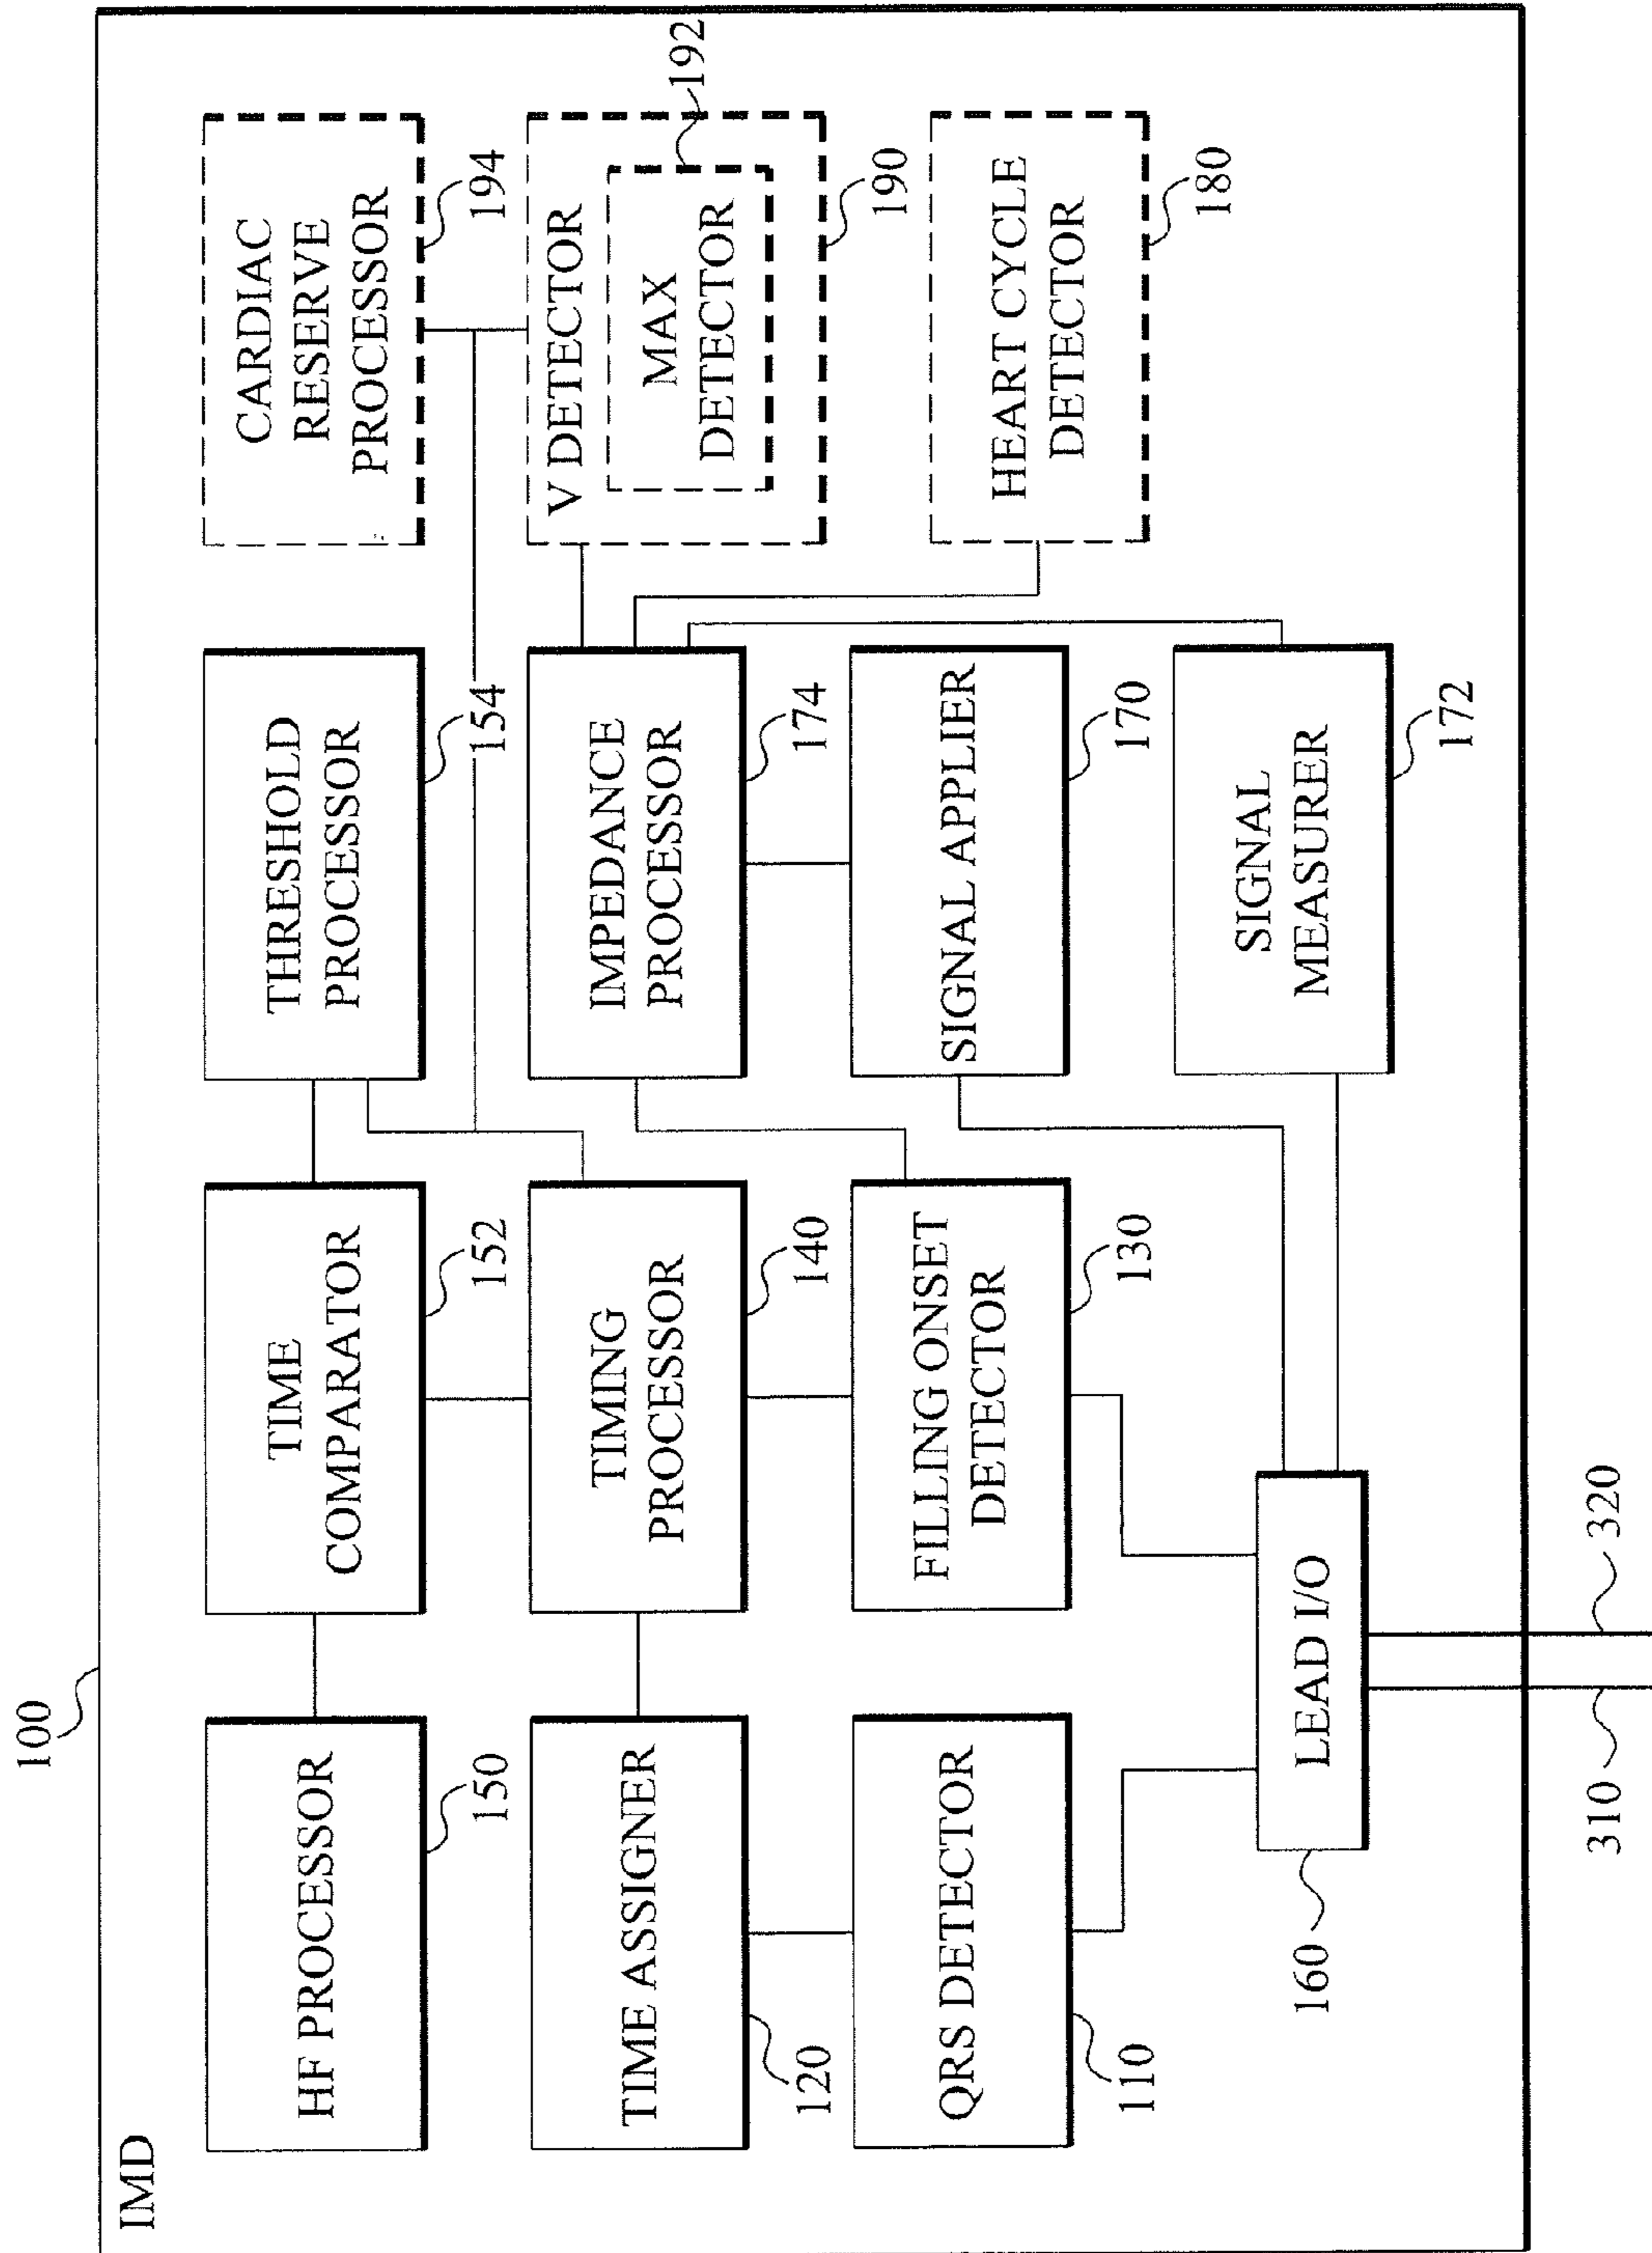 100
IMD
HF PROCESSOR
150
TIME
COMPARATOR
152
THRESHOLD
PROCESSOR
154
CARDIAC
RESERVE
PROCESSOR
194
TIME ASSIGNER
120
TIMING
PROCESSOR
140
IMPEDANCE
PROCESSOR
174
V DETECTOR
MAX
DETECTOR
192
190
QRS DETECTOR
110
FILLING ONSET
DETECTOR
130
SIGNAL APPLIER
170
HEART CYCLE
DETECTOR
180
SIGNAL
MEASURER
172
LEAD I/O
160
310
320